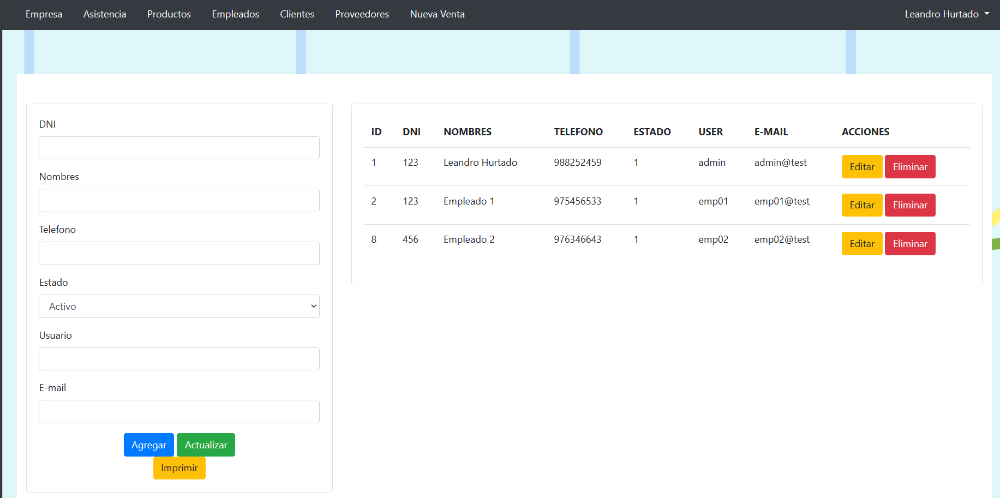 Empresa Asistencia Productos Empleados Clientes Proveedores Nueva Venta Leandro Hurtado
DNI
Nombres
Telefono
Estado
Activo
Usuario
E-mail
Agregar Actualizar
Imprimir
ID DNI NOMBRES TELEFONO ESTADO USER E-MAIL ACCIONES
1 123 Leandro Hurtado 988252459 1 admin admin@test Editar Eliminar
2 123 Empleado 1 975456533 1 emp01 emp01@test Editar Eliminar
8 456 Empleado 2 976346643 1 emp02 emp02@test Editar Eliminar